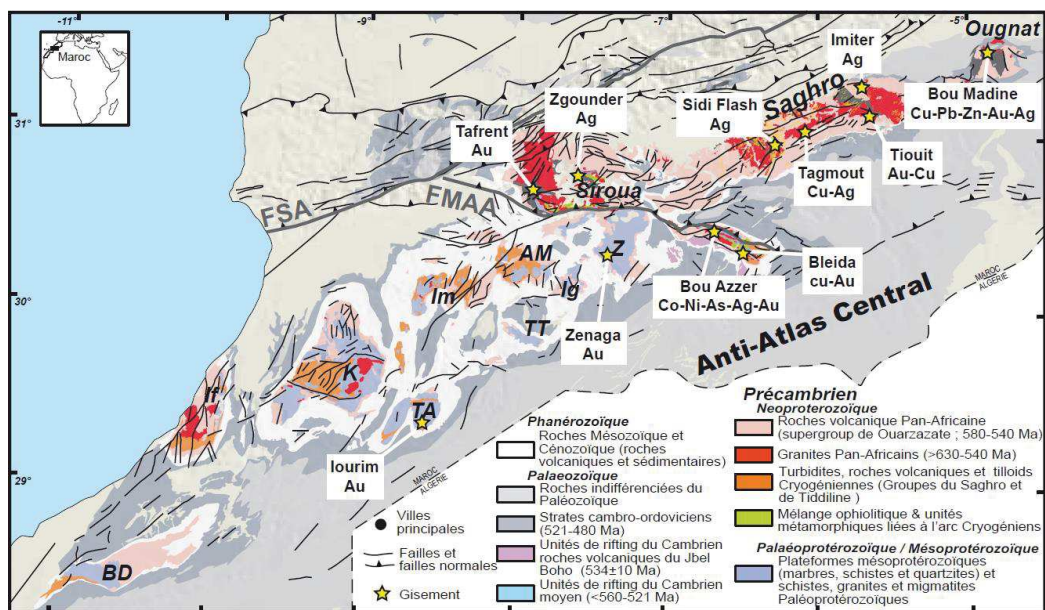 -11°
-9°
-7°
-5°
Maroc
Ougnat
Imiter
Ag
Saghro
Zgounder
Ag
Sidi Flash
Ag
Bou Madine
Cu-Pb-Zn-Au-Ag
31°
Tafrent
Au
Tiouit
Au-Cu
Tagmout
Cu-Ag
Siroua
FSA
FMAA
Z
AM
Bleida
cu-Au
MAROC
ALGÉRIE
30°
Im
Ig
Bou Azzer
Co-Ni-As-Ag-Au
TT
Zenaga
Au
Anti-Atlas Central
K
If
TA
Iourim
Au
29°
MAROC
ALGÉRIE
BD
Phanérozoïque
Roches Mésozoïque et
Cénozoïque (roches
volcaniques et sédimentaires)
Palaeozoïque
Roches indifférenciées du
Paléozoïque
Strates cambro-ordoviciens
(521-480 Ma)
Unités de rifting du Cambrien
roches volcaniques du Jbel
Boho (534±10 Ma)
Unités de rifting du Cambrien
moyen (<560-521 Ma)
Villes
principales
Failles et
failles normales
Gisement
Précambrien
Neoproterozoïque
Roches volcanique Pan-Africaine
(supergroup de Ouarzazate ; 580-540 Ma)
Granites Pan-Africains (>630-540 Ma)
Turbidites, roches volcaniques et tilloids
Cryogéniennes (Groupes du Saghro et
de Tiddiline )
Mélange ophiolitique & unités
métamorphiques liées à l'arc Cryogéniens
Palaéoprotérozoïque / Mésoprotérozoïque
Plateformes mésoprotérozoïques
(marbres, schistes et quartzites) et
schistes, granites et migmatites
Paléoprotérozoïques